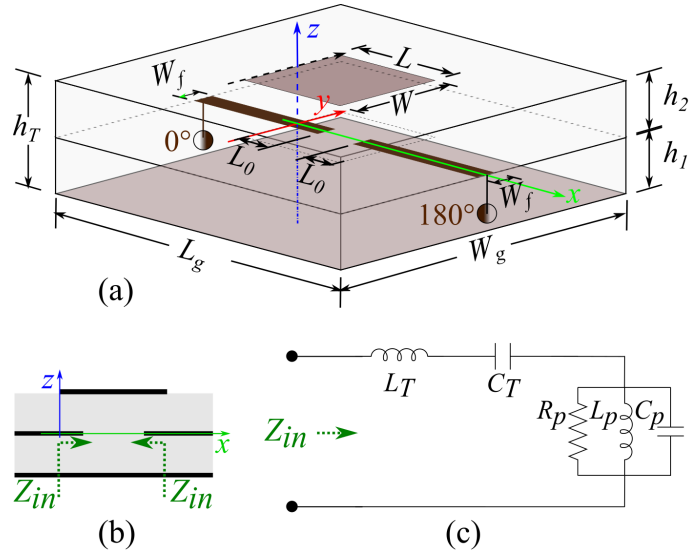 z
L
W_f
W
h_2
h_T
y
0°
L_0
L_0
h_1
W_f
x
180°
L_g
W_g
(a)
z
x
Z_in
Z_in
(b)
L_T
C_T
R_p
L_p
C_p
Z_in
(c)